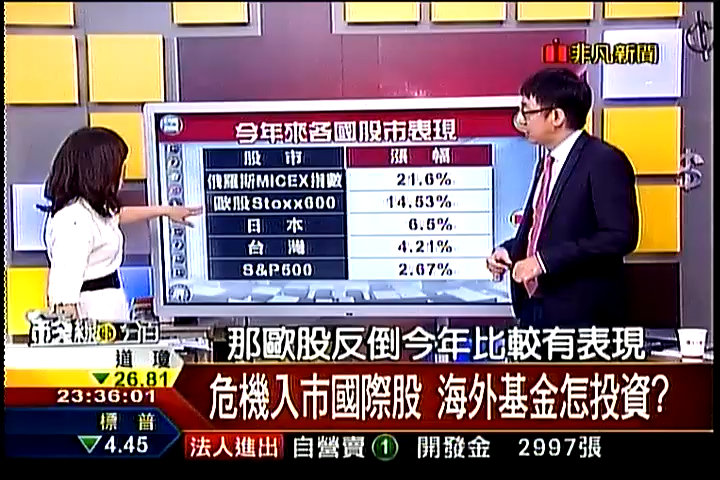 非凡新聞
今年來各國股市表現
股市 漲幅
俄羅斯MICEX指數 21.6%
歐股Stoxx600 14.53%
日本 6.5%
台灣 4.21%
S&P500 2.67%
那歐股反倒今年比較有表現
道瓊
▼26.81
23:36:01
危機入市國際股 海外基金怎投資?
標普
▼4.45
法人進出 自營賣 1 開發金 2997張